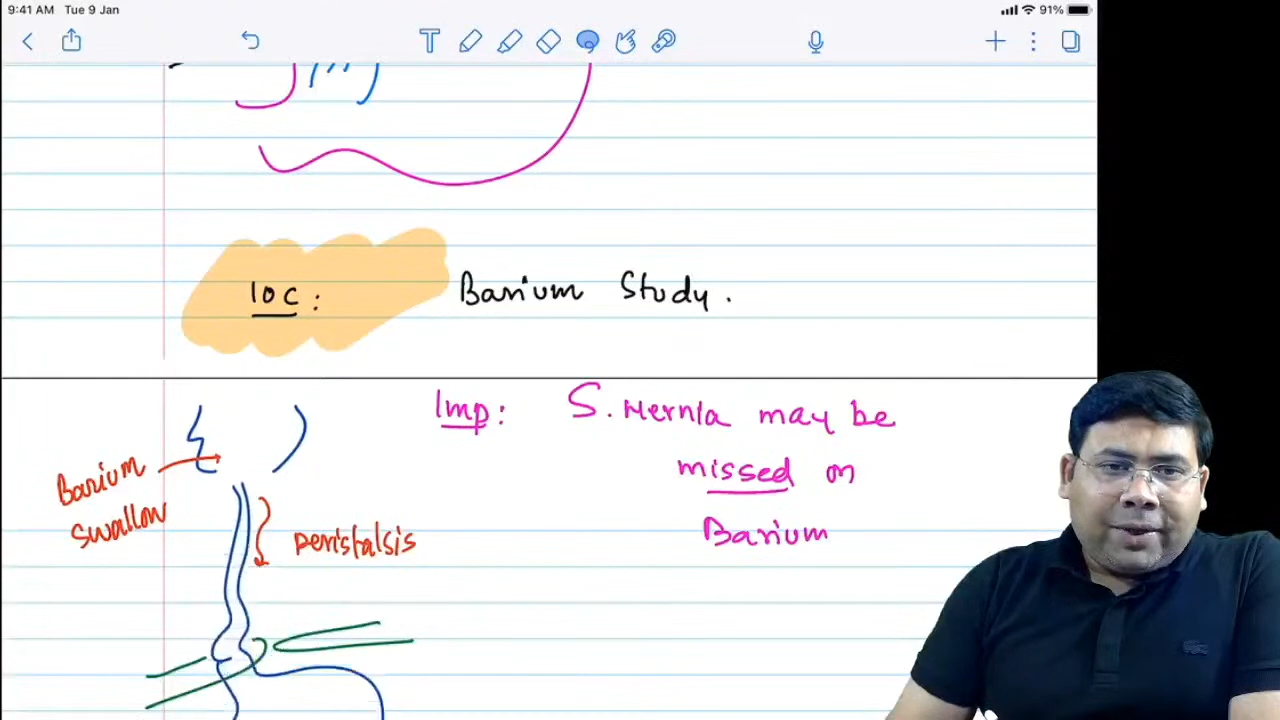 9:41 AM Tue 9 Jan 91%
IOC: Barium Study.
Imp: S. Hernia may be
missed on
Barium
Barium
swallow
peristalsis